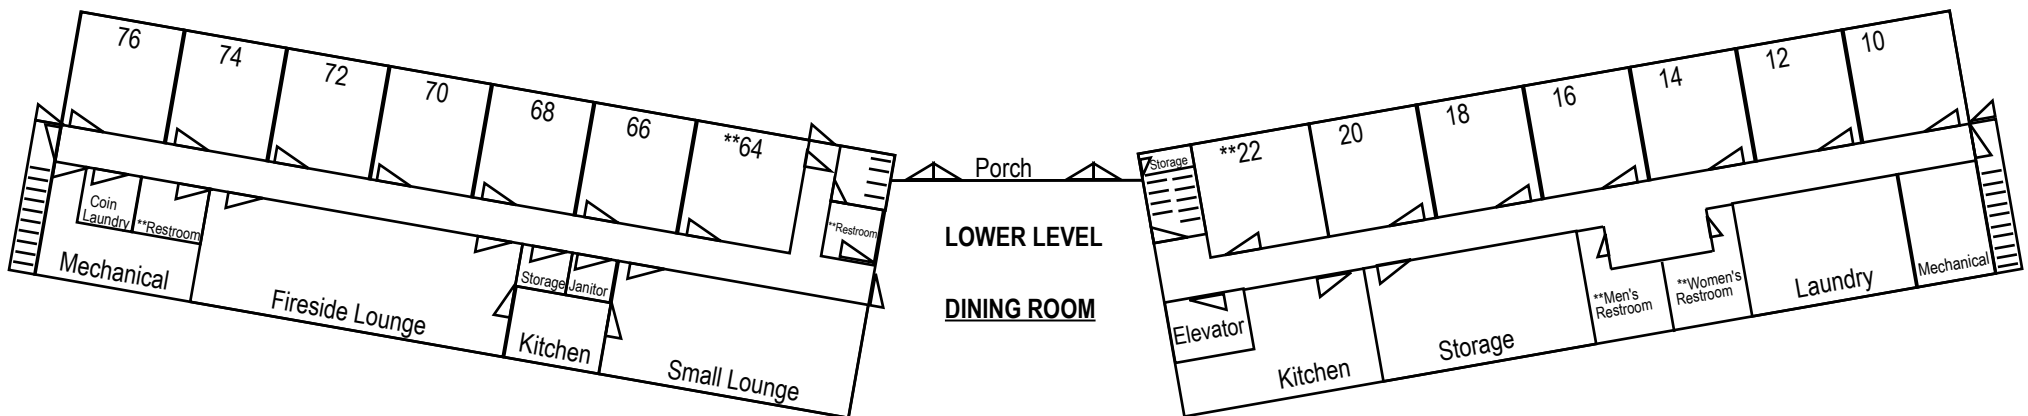 76
74
72
70
68
66
**64
Coin
Laundry
**Restroom
Mechanical
Fireside Lounge
Storage
Janitor
Kitchen
Small Lounge
**Restroom
Porch
LOWER LEVEL
DINING ROOM
Storage
**22
20
18
16
14
12
10
Elevator
Kitchen
Storage
**Men's
Restroom
**Women's
Restroom
Laundry
Mechanical